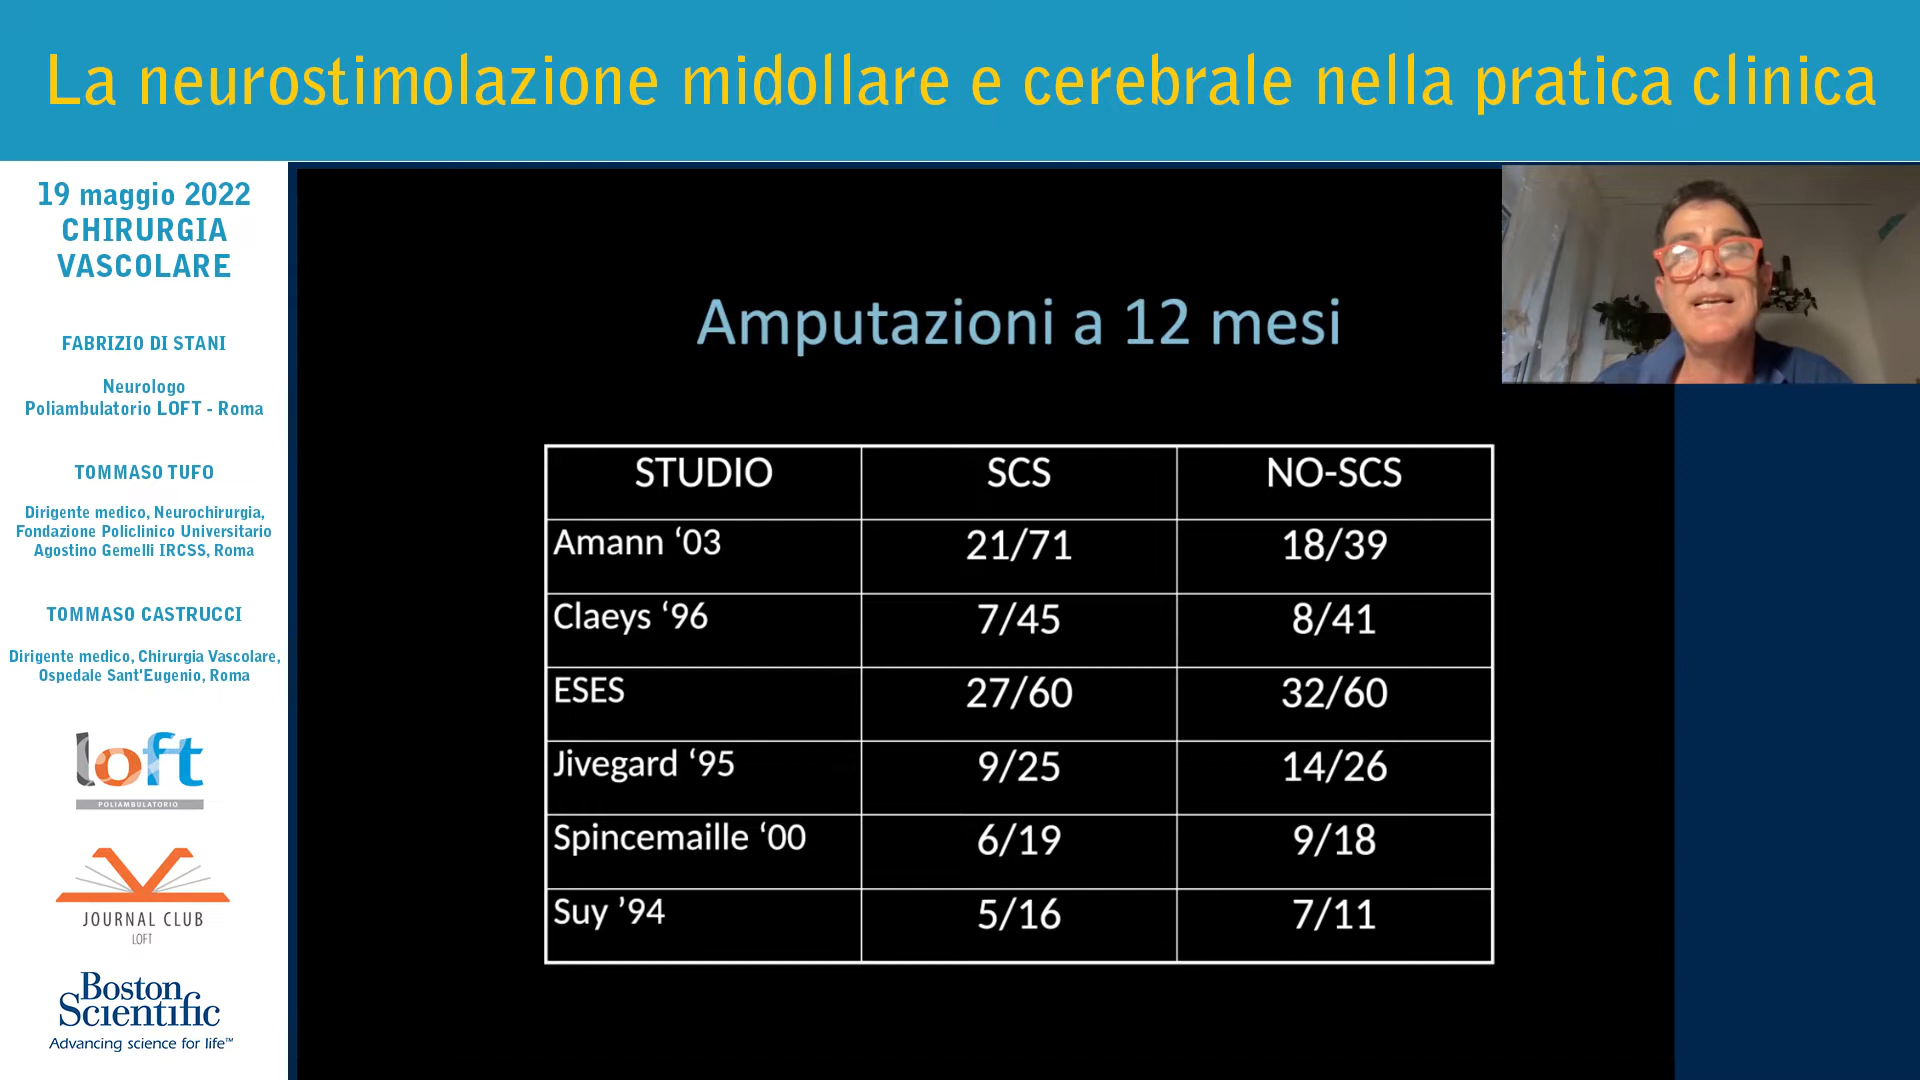 La neurostimolazione midollare e cerebrale nella pratica clinica
19 maggio 2022
CHIRURGIA
VASCOLARE
FABRIZIO DI STANI
Neurologo
Poliambulatorio LOFT - Roma
TOMMASO TUFO
Dirigente medico, Neurochirurgia,
Fondazione Policlinico Universitario
Agostino Gemelli IRCSS, Roma
TOMMASO CASTRUCCI
Dirigente medico, Chirurgia Vascolare,
Ospedale Sant'Eugenio, Roma
loft
POLIAMBULATORIO
JOURNAL CLUB
LOFT
Boston
Scientific
Advancing science for life™
Amputazioni a 12 mesi
STUDIO SCS NO-SCS
Amann ‘03 21/71 18/39
Claeys ‘96 7/45 8/41
ESES 27/60 32/60
Jivegard ‘95 9/25 14/26
Spincemaille ‘00 6/19 9/18
Suy ’94 5/16 7/11